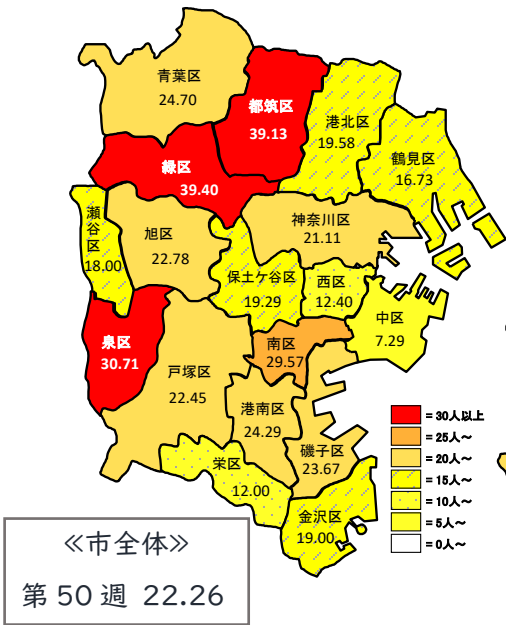 青葉区
24.70
都筑区
39.13
港北区
19.58
鶴見区
16.73
緑区
39.40
瀬谷区
18.00
旭区
22.78
神奈川区
21.11
保土ケ谷区
19.29
西区
12.40
中区
7.29
泉区
30.71
戸塚区
22.45
南区
29.57
港南区
24.29
磯子区
23.67
栄区
12.00
金沢区
19.00
= 30人以上
= 25人～
= 20人～
= 15人～
= 10人～
= 5人～
= 0人～
≪市全体≫
第 50 週 22.26